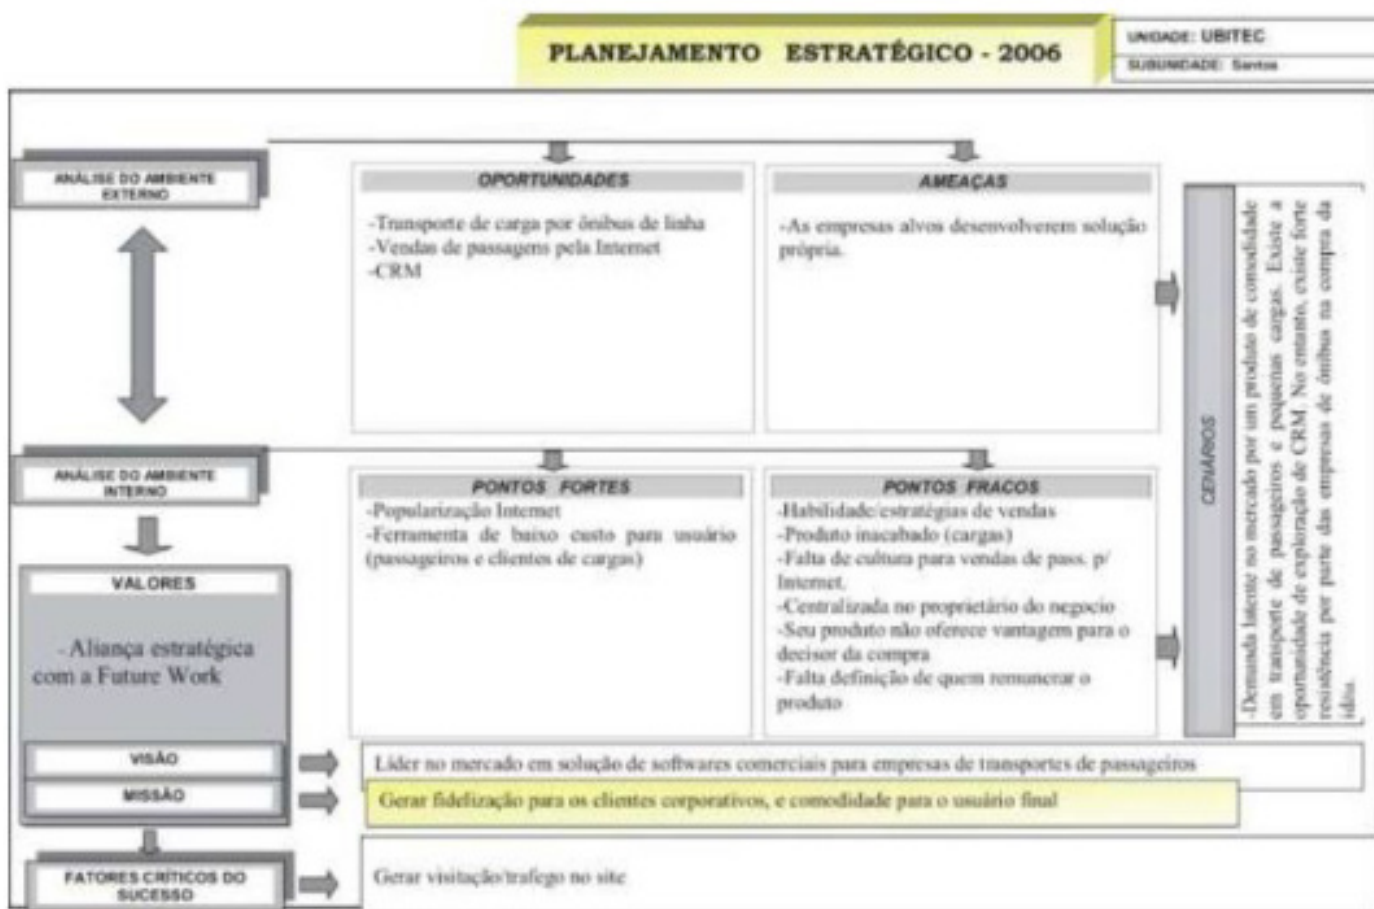 PLANEJAMENTO ESTRATÉGICO - 2006
UNIDADE: UBITEC
SUBUNIDADE: Santos
ANÁLISE DO AMBIENTE
EXTERNO
OPORTUNIDADES
-Transporte de carga por ônibus de linha
-Vendas de passagens pela Internet
-CRM
AMEAÇAS
-As empresas alvos desenvolverem solução
própria.
ANÁLISE DO AMBIENTE
INTERNO
PONTOS FORTES
-Popularização Internet
-Ferramenta de baixo custo para usuário
(passageiros e clientes de cargas)
PONTOS FRACOS
-Habilidade/estratégias de vendas
-Produto inacabado (cargas)
-Falta de cultura para vendas de pass. p/
Internet.
-Centralizada no proprietário do negocio
-Seu produto não oferece vantagem para o
decisor da compra
-Falta definição de quem remunerar o
produto
CENÁRIOS
-Demanda latente no mercado por um produto de comodidade
em transporte de passageiros e pequenas cargas. Existe a
oportunidade de exploração de CRM. No entanto, existe forte
resistência por parte das empresas de ônibus na compra da
idéia.
VALORES
- Aliança estratégica
com a Future Work
VISÃO
Líder no mercado em solução de softwares comerciais para empresas de transportes de passageiros
MISSÃO
Gerar fidelização para os clientes corporativos, e comodidade para o usuário final
FATORES CRÍTICOS DO
SUCESSO
Gerar visitação/trafego no site